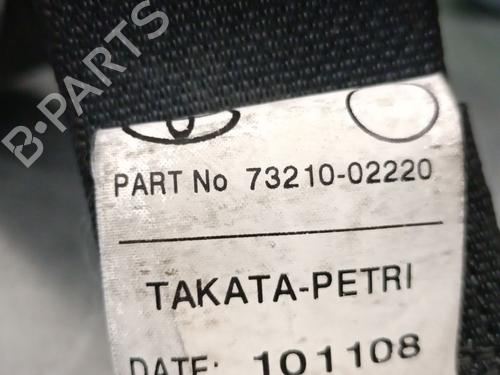 B-PARTS
PART No 73210-02220
TAKATA-PETRI
DATE: 101108